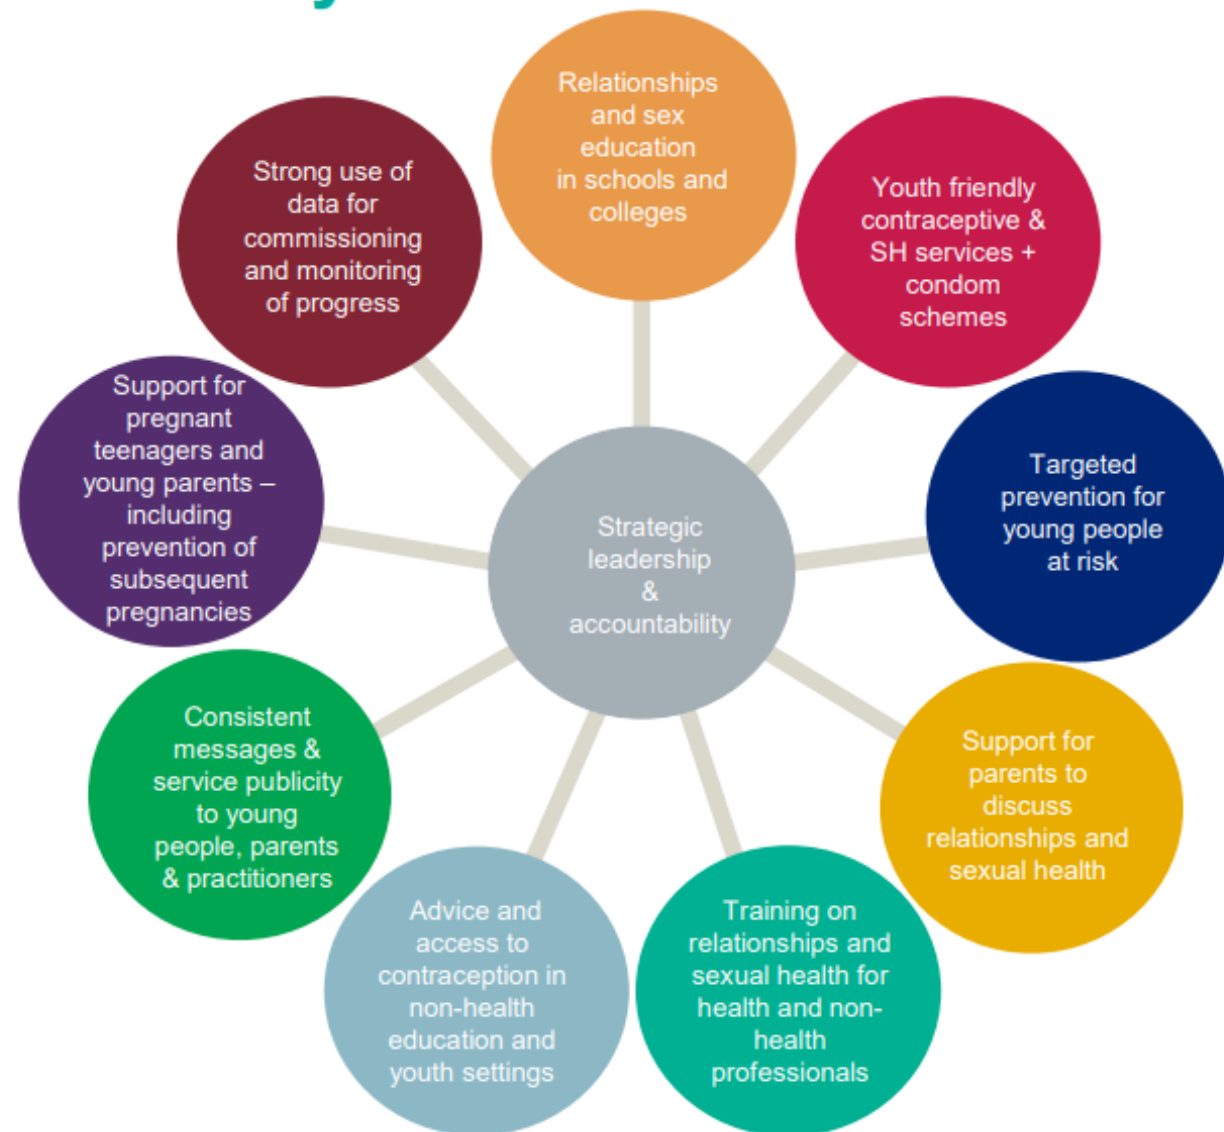 Relationships
and sex
education
in schools and
colleges
Youth friendly
contraceptive &
SH services +
condom
schemes
Targeted
prevention for
young people
at risk
Support for
parents to
discuss
relationships and
sexual health
Training on
relationships and
sexual health for
health and non-
health
professionals
Advice and
access to
contraception in
non-health
education and
youth settings
Consistent
messages &
service publicity
to young
people, parents
& practitioners
Support for
pregnant
teenagers and
young parents –
including
prevention of
subsequent
pregnancies
Strong use of
data for
commissioning
and monitoring
of progress
Strategic
leadership
&
accountability